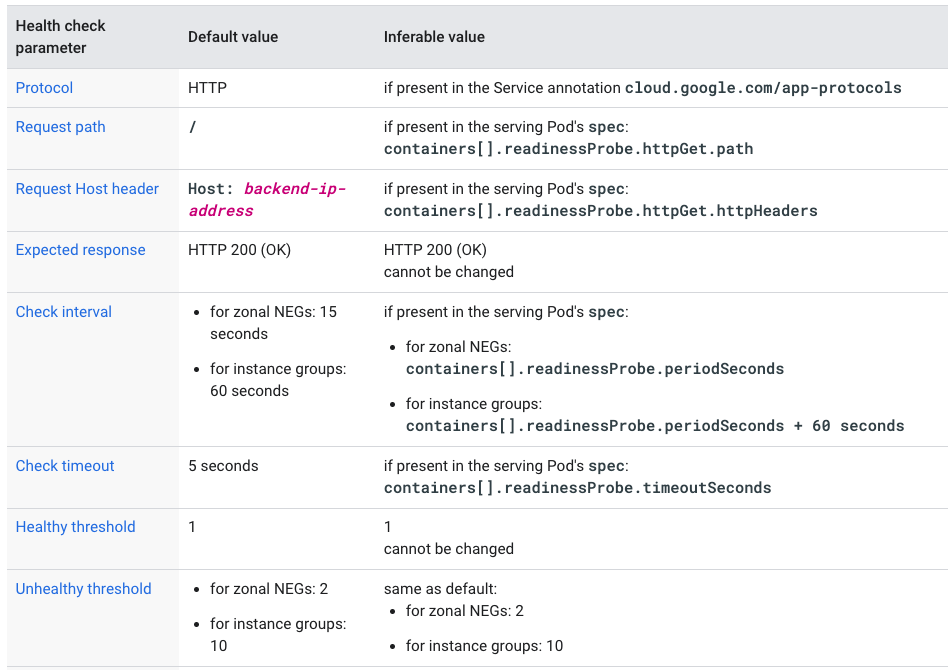 Health check
parameter
Default value
Inferable value
Protocol
HTTP
if present in the Service annotation cloud.google.com/app-protocols
Request path
/
if present in the serving Pod's spec:
containers[].readinessProbe.httpGet.path
Request Host header
Host: backend-ip-
address
if present in the serving Pod's spec:
containers[].readinessProbe.httpGet.httpHeaders
Expected response
HTTP 200 (OK)
HTTP 200 (OK)
cannot be changed
Check interval
• for zonal NEGs: 15
seconds
• for instance groups:
60 seconds
if present in the serving Pod's spec:
• for zonal NEGs:
containers[].readinessProbe.periodSeconds
• for instance groups:
containers[].readinessProbe.periodSeconds + 60 seconds
Check timeout
5 seconds
if present in the serving Pod's spec:
containers[].readinessProbe.timeoutSeconds
Healthy threshold
1
1
cannot be changed
Unhealthy threshold
• for zonal NEGs: 2
• for instance groups:
10
same as default:
• for zonal NEGs: 2
• for instance groups: 10